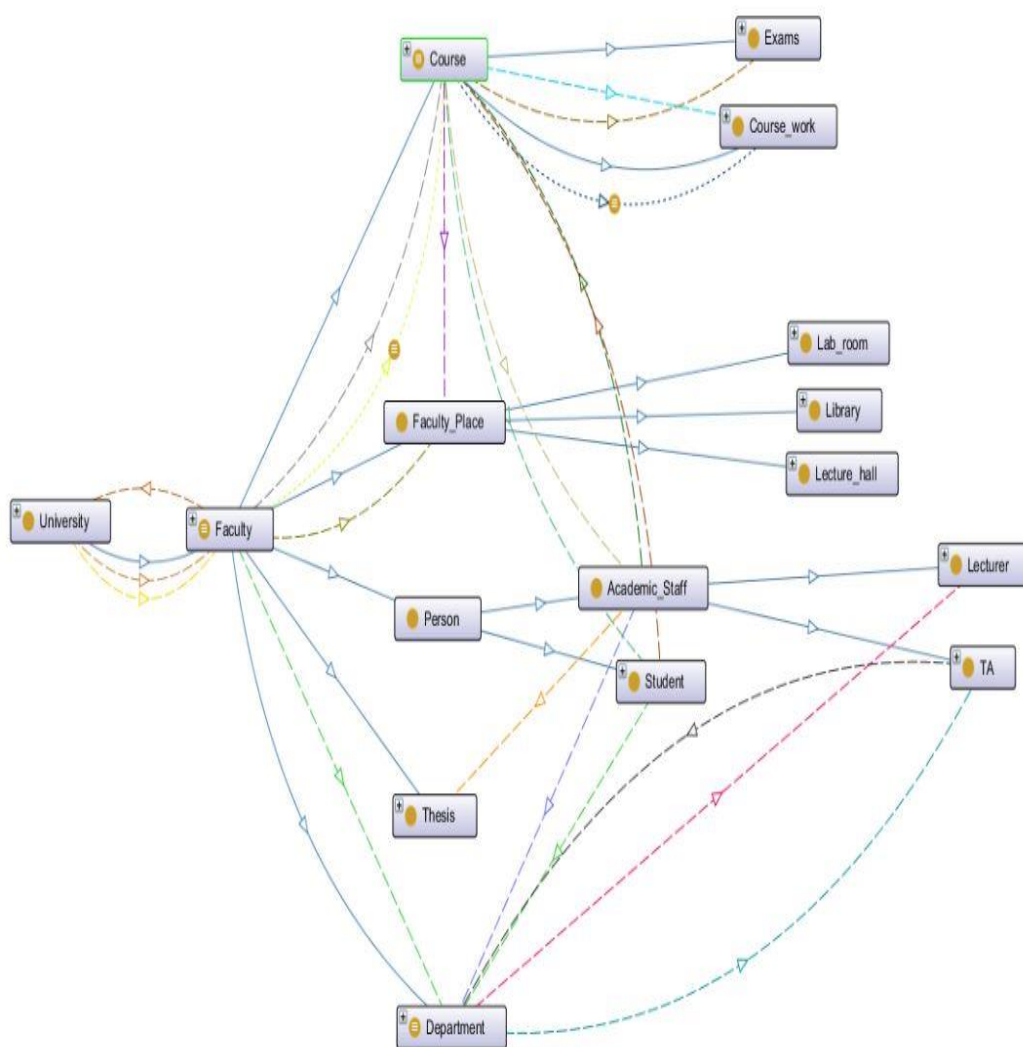 Course
Exams
Course_work
Lab_room
Faculty_Place
Library
Lecture_hall
University
Faculty
Lecturer
Academic_Staff
Person
TA
Student
Thesis
Department